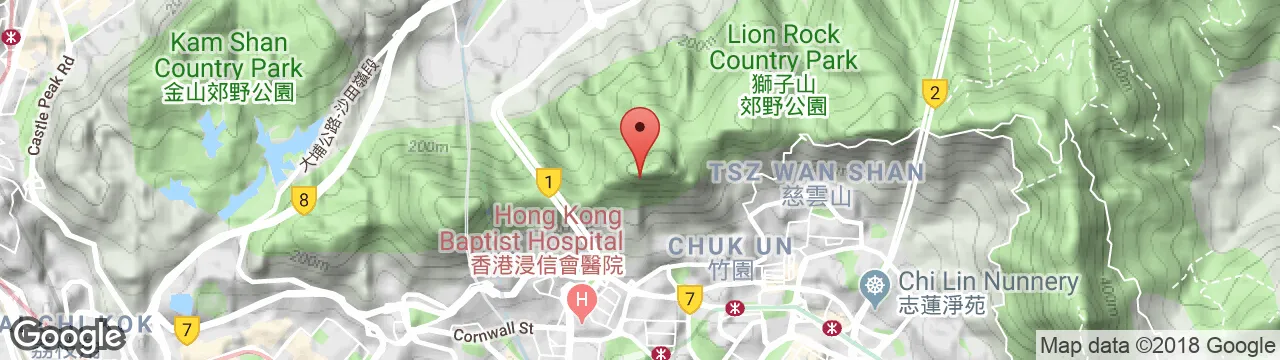 Kam Shan
Country Park
金山郊野公園
Castle Peak Rd
大埔公路-沙田嶺段
200m
200m
200m
400m
400m
400m
Lion Rock
Country Park
獅子山
郊野公園
2
1
8
TSZ WAN SHAN
慈雲山
Hong Kong
Baptist Hospital
香港浸信會醫院
CHUK UN
竹園
Chi Lin Nunnery
志蓮淨苑
H
7
7
Cornwall St
CHI KOK
Google
Map data ©2018 Google